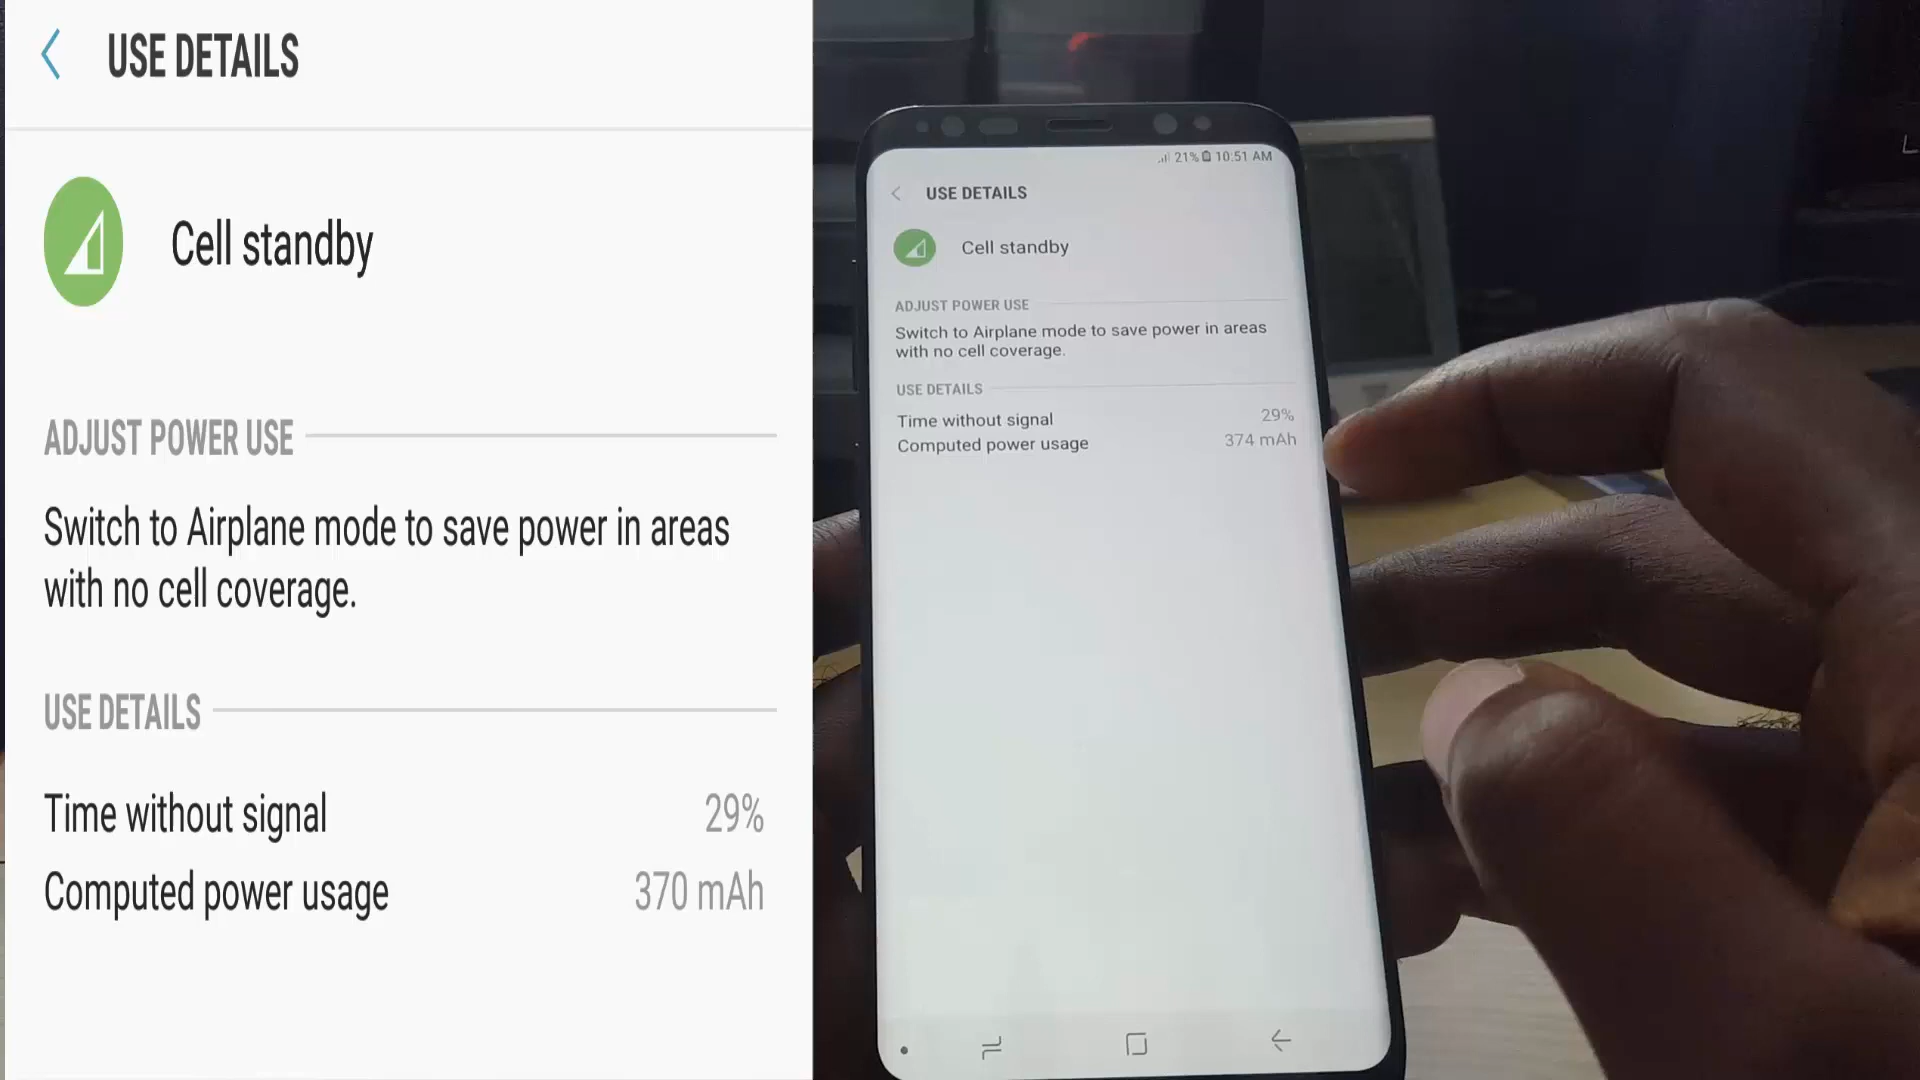 USE DETAILS
Cell standby
ADJUST POWER USE
Switch to Airplane mode to save power in areas
with no cell coverage.
USE DETAILS
Time without signal 29%
Computed power usage 370 mAh
21% 10:51 AM
USE DETAILS
Cell standby
ADJUST POWER USE
Switch to Airplane mode to save power in areas
with no cell coverage.
USE DETAILS
Time without signal 29%
Computed power usage 374 mAh
L